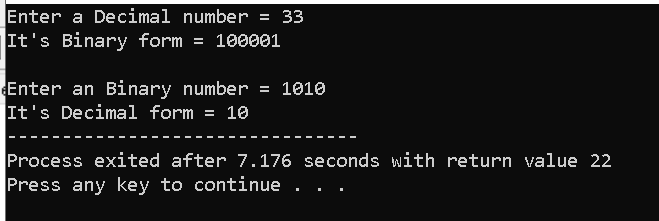 Enter a Decimal number = 33
It's Binary form = 100001
Enter an Binary number = 1010
It's Decimal form = 10
--------------------------------
Process exited after 7.176 seconds with return value 22
Press any key to continue . . .